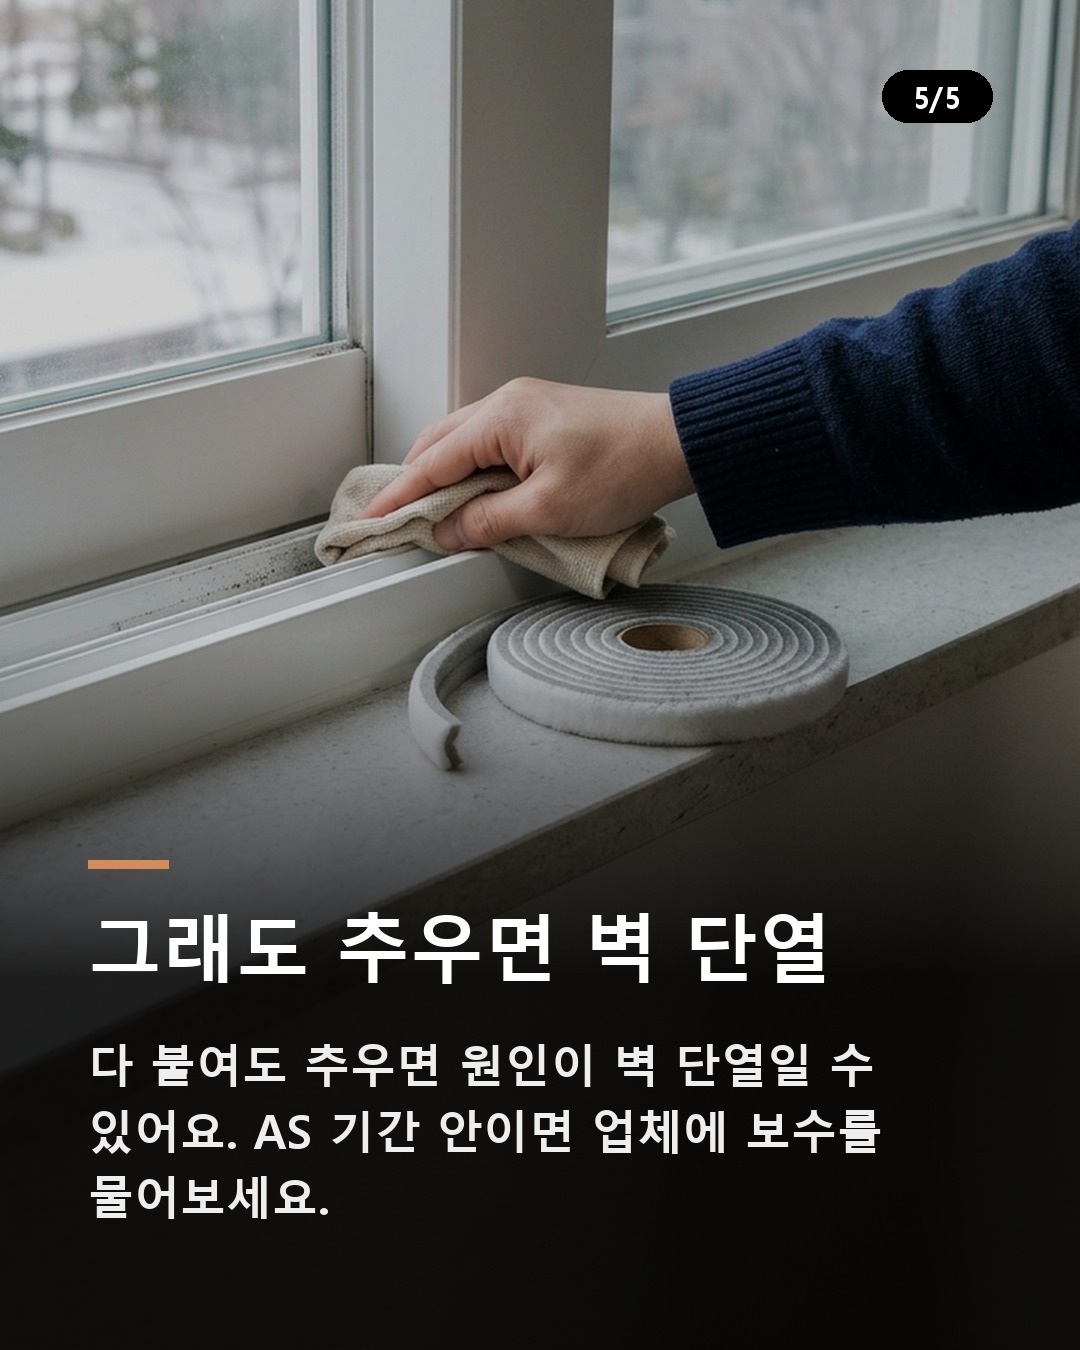 5/5
그래도 추우면 벽 단열
다 붙여도 추우면 원인이 벽 단열일 수
있어요. AS 기간 안이면 업체에 보수를
물어보세요.